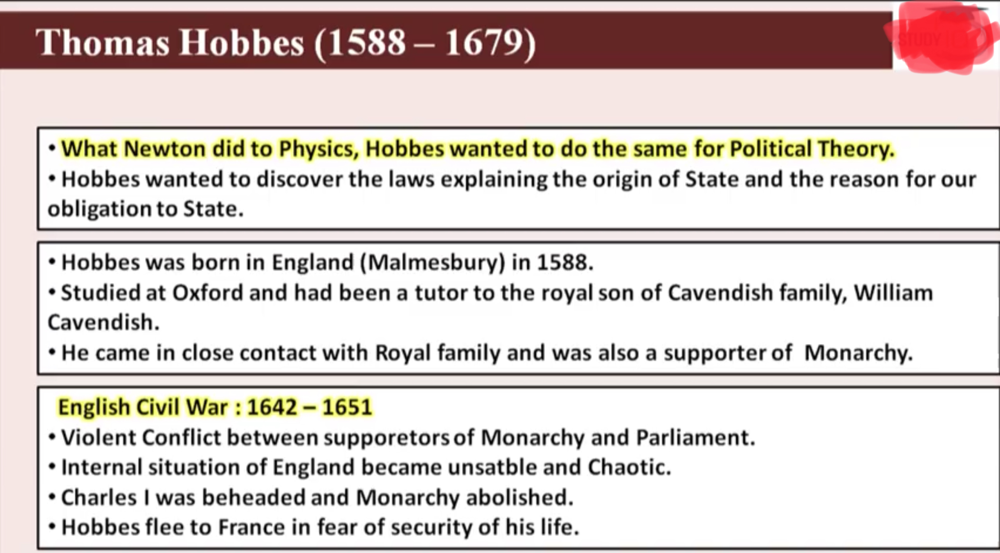 Thomas Hobbes (1588 – 1679)
STUDY
• What Newton did to Physics, Hobbes wanted to do the same for Political Theory.
• Hobbes wanted to discover the laws explaining the origin of State and the reason for our
obligation to State.
• Hobbes was born in England (Malmesbury) in 1588.
• Studied at Oxford and had been a tutor to the royal son of Cavendish family, William
Cavendish.
• He came in close contact with Royal family and was also a supporter of Monarchy.
English Civil War : 1642 – 1651
• Violent Conflict between supporetors of Monarchy and Parliament.
• Internal situation of England became unsatble and Chaotic.
• Charles I was beheaded and Monarchy abolished.
• Hobbes flee to France in fear of security of his life.